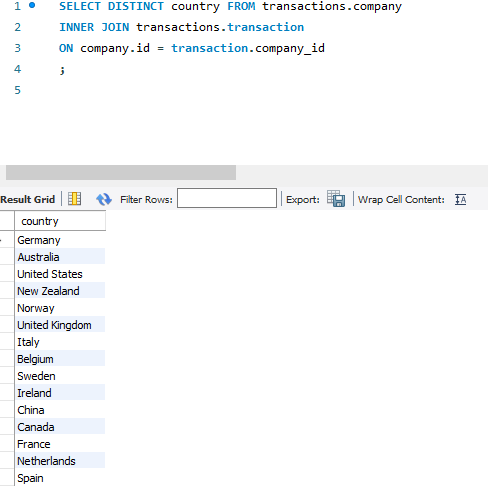 1 SELECT DISTINCT country FROM transactions.company
2 INNER JOIN transactions.transaction
3 ON company.id = transaction.company_id
4 ;
5
Result Grid Filter Rows: Export: Wrap Cell Content:
country
Germany
Australia
United States
New Zealand
Norway
United Kingdom
Italy
Belgium
Sweden
Ireland
China
Canada
France
Netherlands
Spain